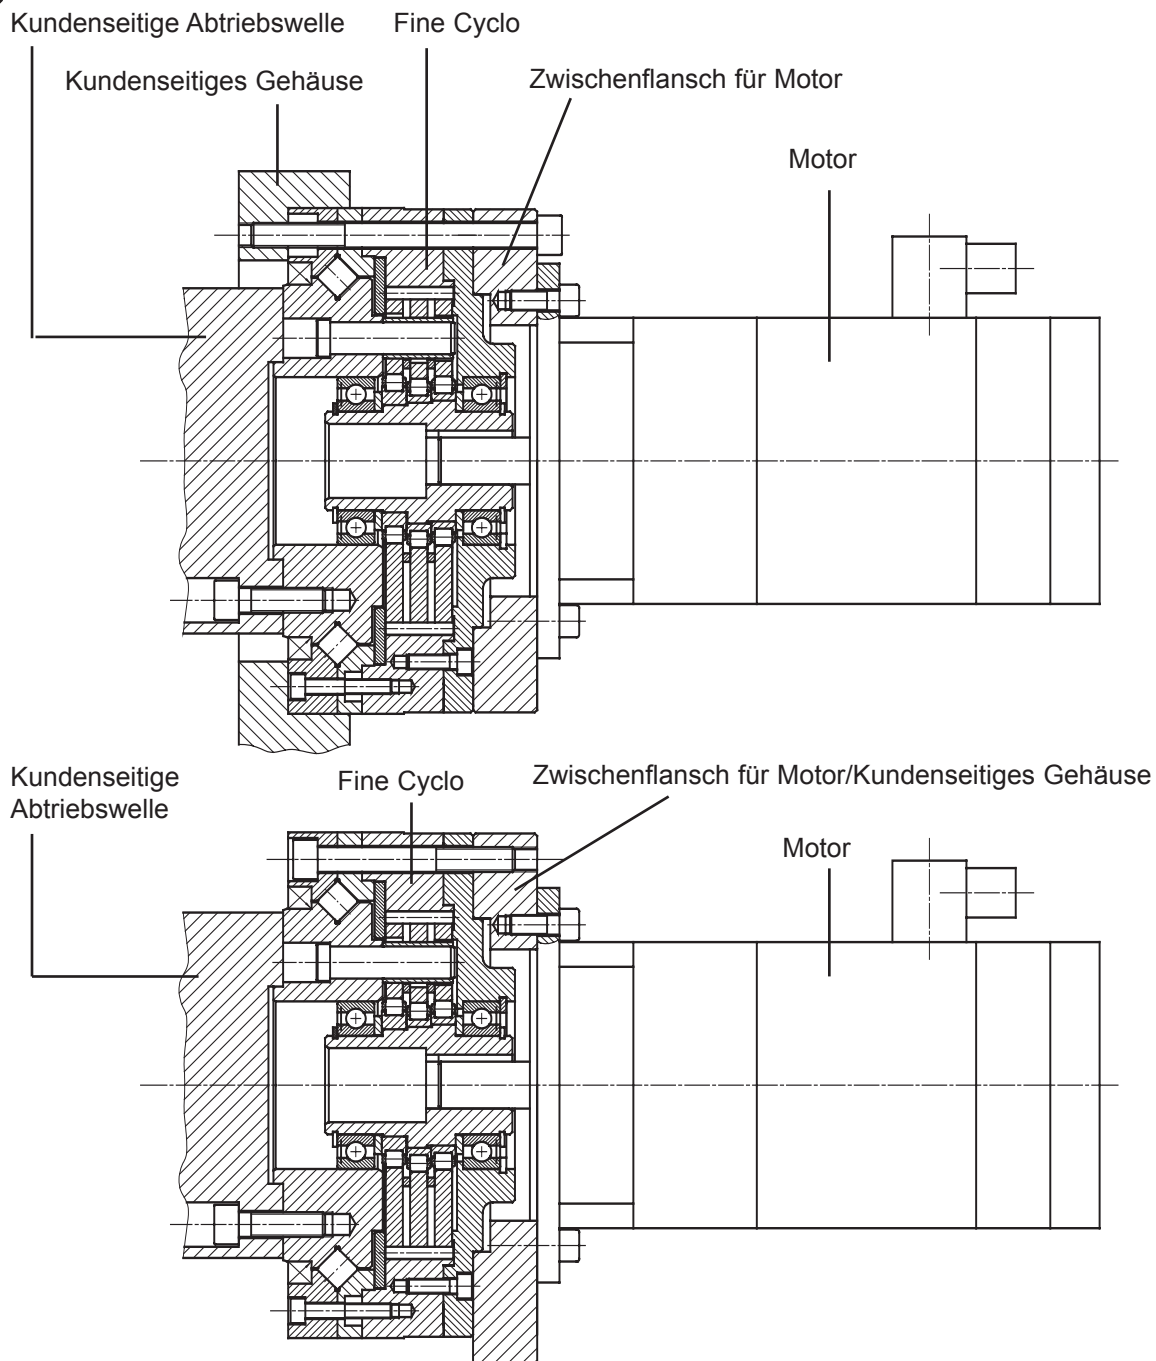 Kundenseitige Abtriebswelle
Fine Cyclo
Kundenseitiges Gehäuse
Zwischenflansch für Motor
Motor
Kundenseitige
Abtriebswelle
Fine Cyclo
Zwischenflansch für Motor/Kundenseitiges Gehäuse
Motor